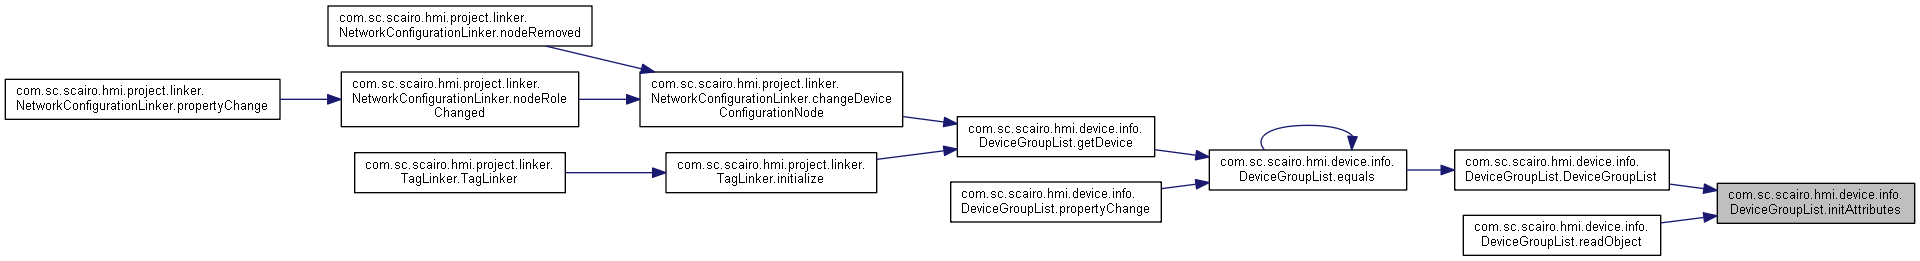 com.sc.scairo.hmi.project.linker.
NetworkConfigurationLinker.nodeRemoved
com.sc.scairo.hmi.project.linker.
NetworkConfigurationLinker.propertyChange
com.sc.scairo.hmi.project.linker.
NetworkConfigurationLinker.nodeRole
Changed
com.sc.scairo.hmi.project.linker.
NetworkConfigurationLinker.changeDevice
ConfigurationNode
com.sc.scairo.hmi.project.linker.
TagLinker.TagLinker
com.sc.scairo.hmi.project.linker.
TagLinker.initialize
com.sc.scairo.hmi.device.info.
DeviceGroupList.getDevice
com.sc.scairo.hmi.device.info.
DeviceGroupList.propertyChange
com.sc.scairo.hmi.device.info.
DeviceGroupList.equals
com.sc.scairo.hmi.device.info.
DeviceGroupList.DeviceGroupList
com.sc.scairo.hmi.device.info.
DeviceGroupList.readObject
com.sc.scairo.hmi.device.info.
DeviceGroupList.initAttributes